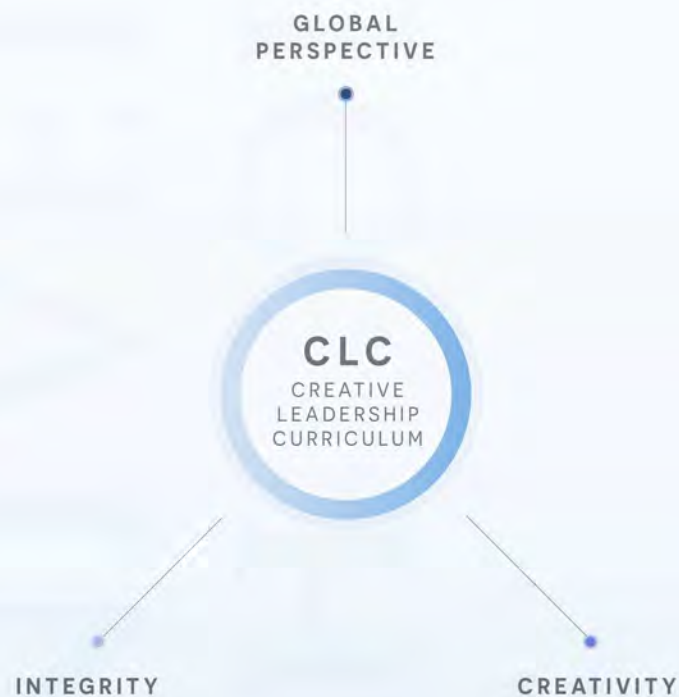 GLOBAL
PERSPECTIVE
CLC
CREATIVE
LEADERSHIP
CURRICULUM
INTEGRITY
CREATIVITY